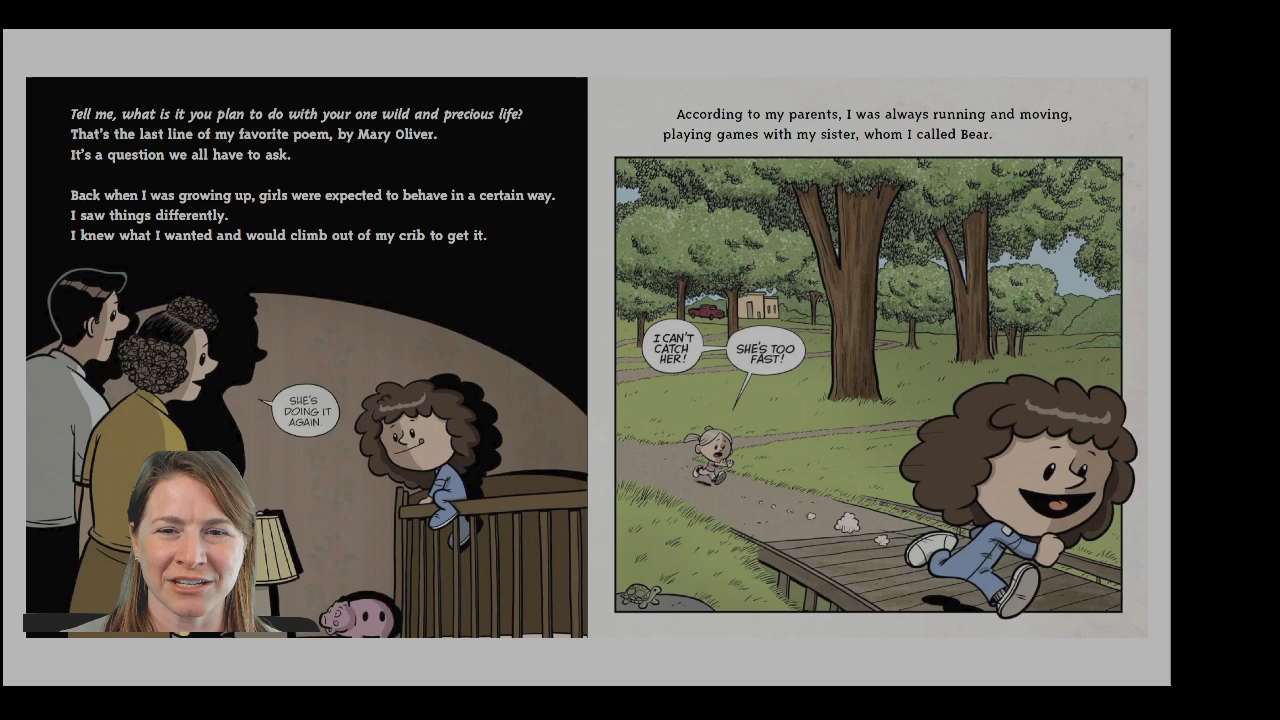 Tell me, what is it you plan to do with your one wild and precious life?
That's the last line of my favorite poem, by Mary Oliver.
It's a question we all have to ask.
Back when I was growing up, girls were expected to behave in a certain way.
I saw things differently.
I knew what I wanted and would climb out of my crib to get it.
SHE'S
DOING IT
AGAIN.
According to my parents, I was always running and moving,
playing games with my sister, whom I called Bear.
I CAN'T
CATCH
HER!
SHE'S TOO
FAST!